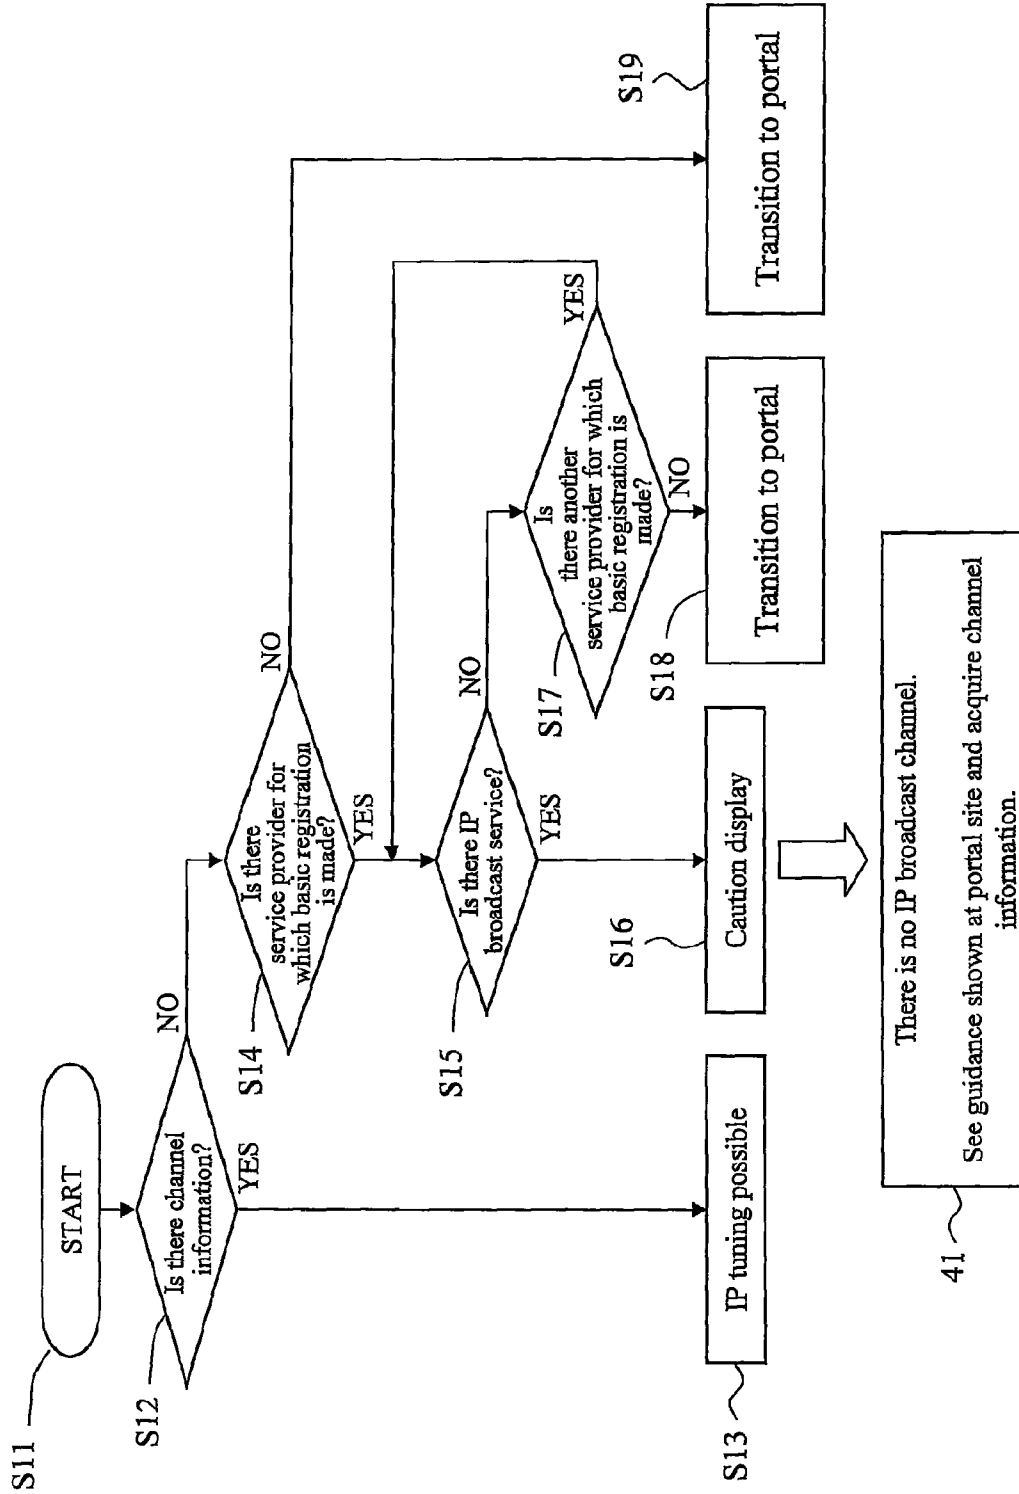 S11
START
S12
Is there channel
information?
NO
YES
S13
IP tuning possible
S14
Is there
service provider for
which basic registration
is made?
NO
YES
S15
Is there IP
broadcast service?
NO
YES
S16
Caution display
S17
Is
there another
service provider for which
basic registration is
made?
YES
NO
S18
Transition to portal
S19
Transition to portal
41
There is no IP broadcast channel.
See guidance shown at portal site and acquire channel
information.